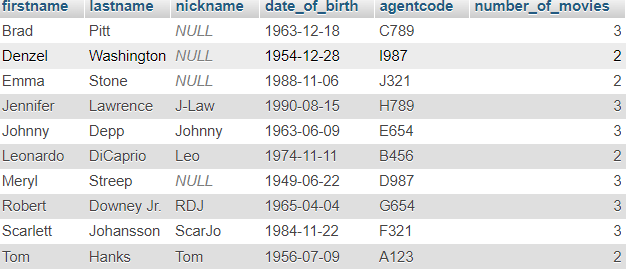 firstname lastname nickname date_of_birth agentcode number_of_movies
Brad Pitt NULL 1963-12-18 C789 3
Denzel Washington NULL 1954-12-28 I987 2
Emma Stone NULL 1988-11-06 J321 2
Jennifer Lawrence J-Law 1990-08-15 H789 3
Johnny Depp Johnny 1963-06-09 E654 3
Leonardo DiCaprio Leo 1974-11-11 B456 2
Meryl Streep NULL 1949-06-22 D987 3
Robert Downey Jr. RDJ 1965-04-04 G654 3
Scarlett Johansson ScarJo 1984-11-22 F321 3
Tom Hanks Tom 1956-07-09 A123 2